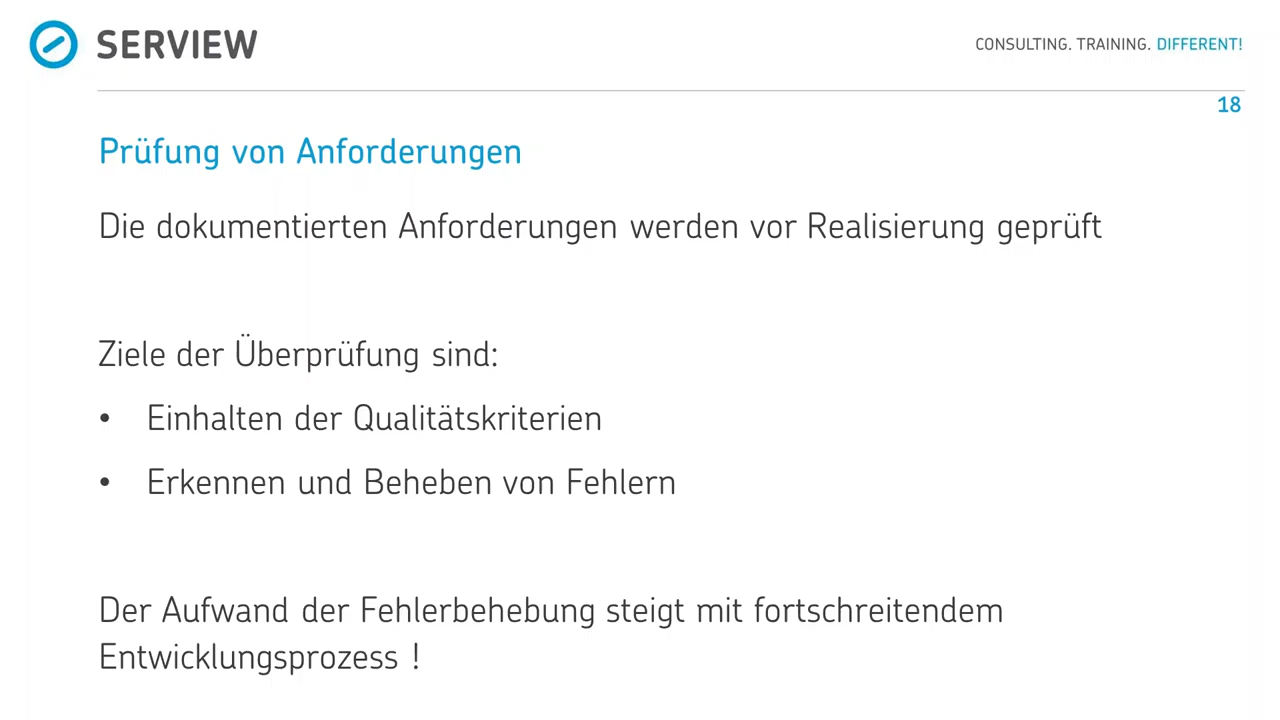 SERVIEW
CONSULTING. TRAINING. DIFFERENT!
18
Prüfung von Anforderungen
Die dokumentierten Anforderungen werden vor Realisierung geprüft
Ziele der Überprüfung sind:
• Einhalten der Qualitätskriterien
• Erkennen und Beheben von Fehlern
Der Aufwand der Fehlerbehebung steigt mit fortschreitendem
Entwicklungsprozess !